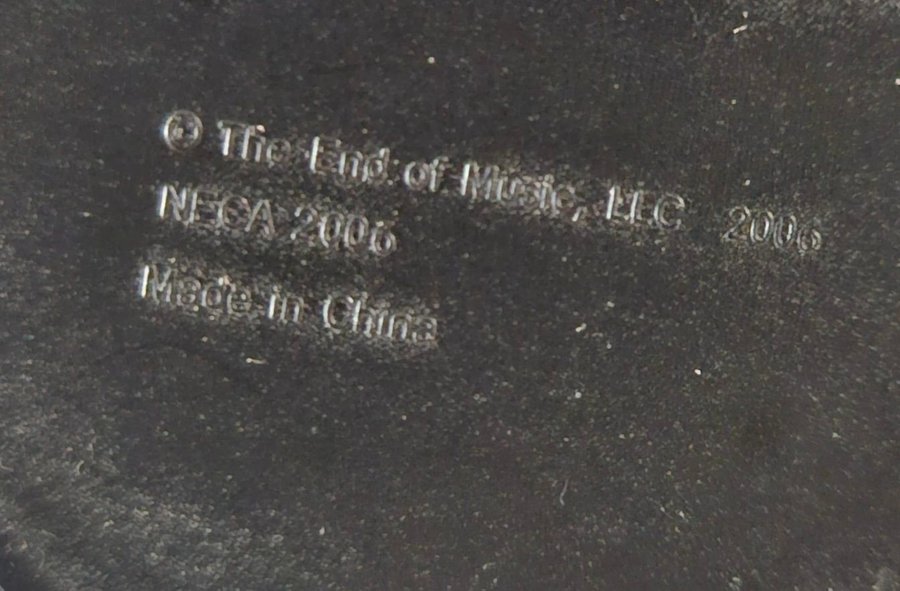 © The End of Music, LLC 2006
NECA 2006
Made in China